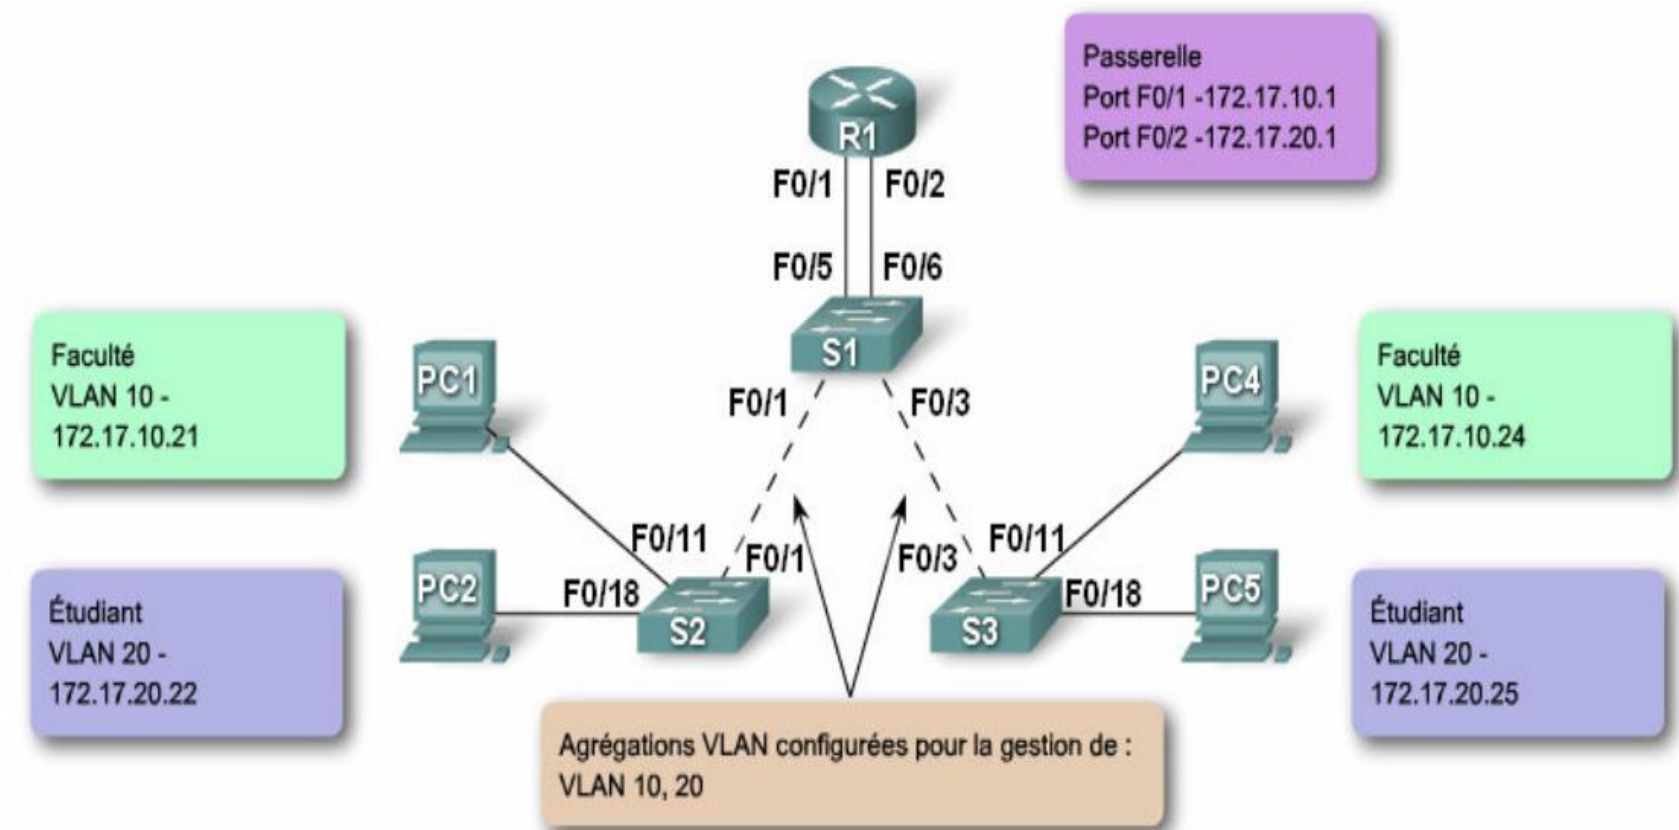 Passerelle
Port F0/1 -172.17.10.1
Port F0/2 -172.17.20.1
R1
F0/1
F0/2
F0/5
F0/6
S1
F0/1
F0/3
Faculté
VLAN 10 -
172.17.10.21
PC1
PC4
Faculté
VLAN 10 -
172.17.10.24
F0/11
F0/1
F0/3
F0/11
Étudiant
VLAN 20 -
172.17.20.22
PC2
F0/18
S2
S3
F0/18
PC5
Étudiant
VLAN 20 -
172.17.20.25
Agrégations VLAN configurées pour la gestion de :
VLAN 10, 20